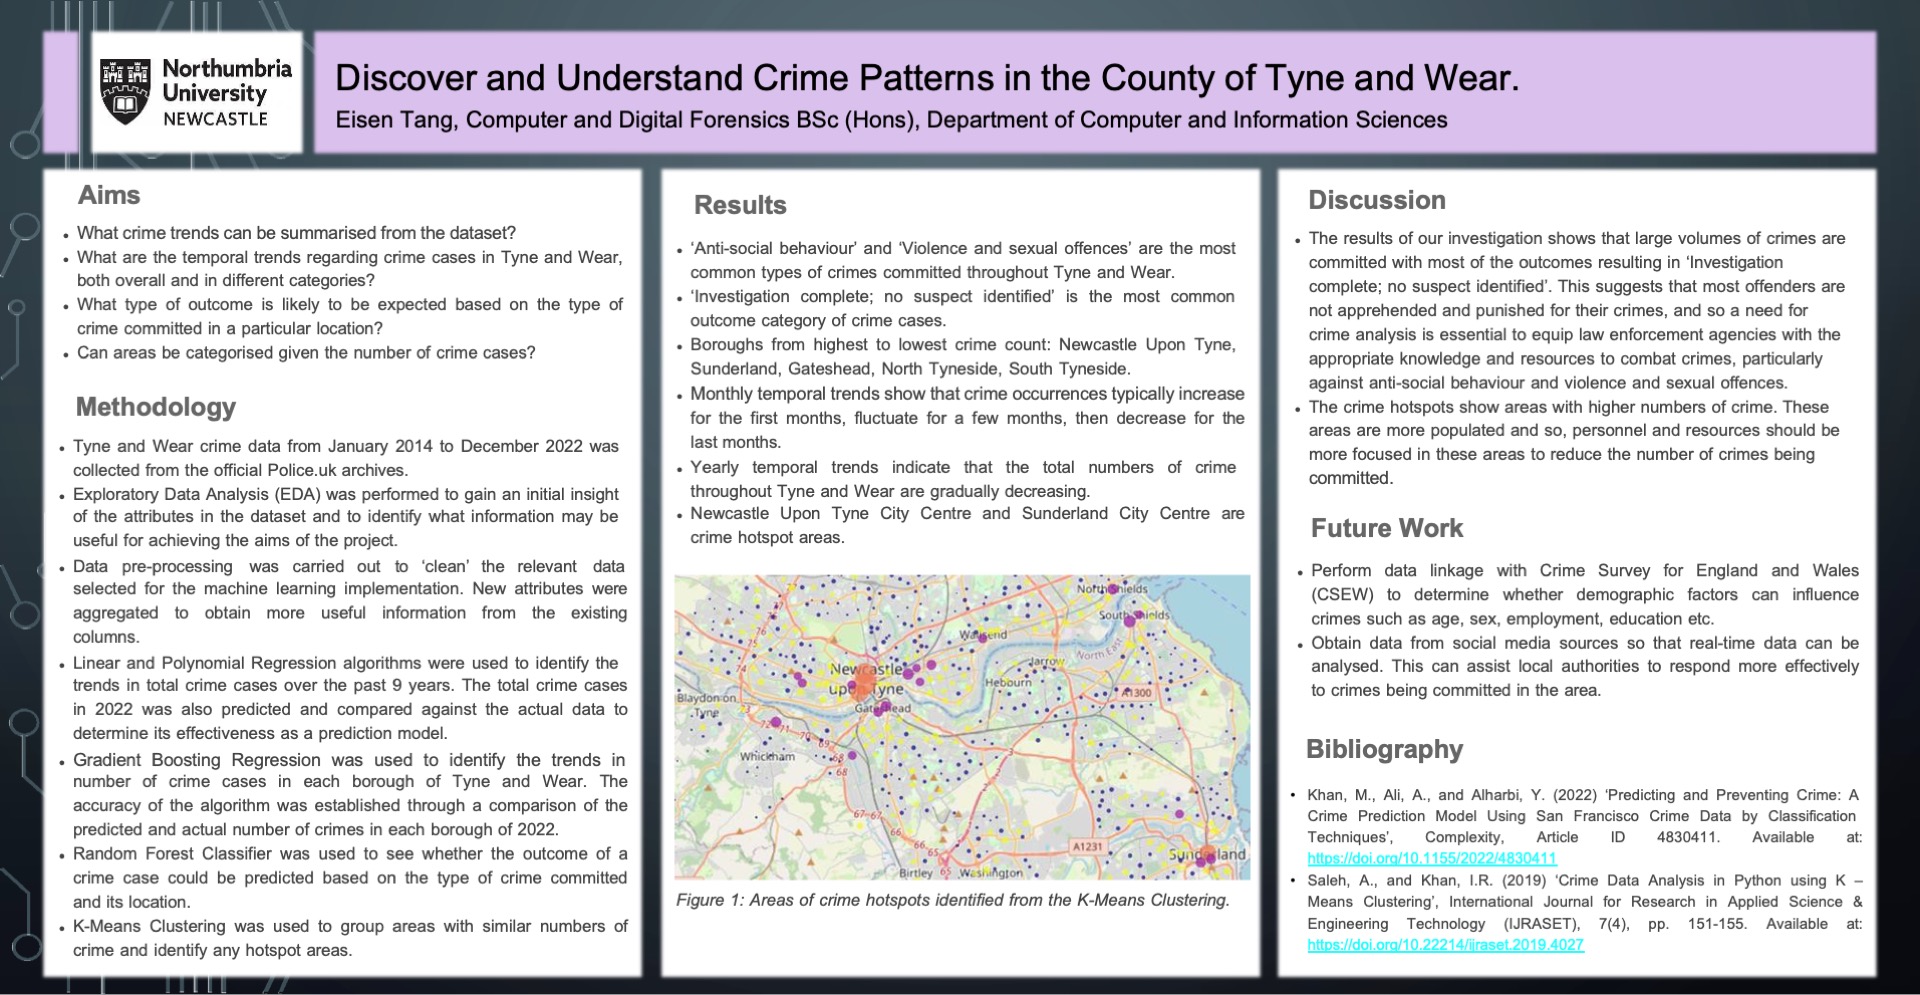 Northumbria
University
NEWCASTLE
Discover and Understand Crime Patterns in the County of Tyne and Wear.
Eisen Tang, Computer and Digital Forensics BSc (Hons), Department of Computer and Information Sciences
Aims
• What crime trends can be summarised from the dataset?
• What are the temporal trends regarding crime cases in Tyne and Wear,
both overall and in different categories?
• What type of outcome is likely to be expected based on the type of
crime committed in a particular location?
• Can areas be categorised given the number of crime cases?
Methodology
• Tyne and Wear crime data from January 2014 to December 2022 was
collected from the official Police.uk archives.
• Exploratory Data Analysis (EDA) was performed to gain an initial insight
of the attributes in the dataset and to identify what information may be
useful for achieving the aims of the project.
• Data pre-processing was carried out to ‘clean’ the relevant data
selected for the machine learning implementation. New attributes were
aggregated to obtain more useful information from the existing
columns.
• Linear and Polynomial Regression algorithms were used to identify the
trends in total crime cases over the past 9 years. The total crime cases
in 2022 was also predicted and compared against the actual data to
determine its effectiveness as a prediction model.
• Gradient Boosting Regression was used to identify the trends in
number of crime cases in each borough of Tyne and Wear. The
accuracy of the algorithm was established through a comparison of the
predicted and actual number of crimes in each borough of 2022.
• Random Forest Classifier was used to see whether the outcome of a
crime case could be predicted based on the type of crime committed
and its location.
• K-Means Clustering was used to group areas with similar numbers of
crime and identify any hotspot areas.
Results
• ‘Anti-social behaviour’ and ‘Violence and sexual offences’ are the most
common types of crimes committed throughout Tyne and Wear.
• ‘Investigation complete; no suspect identified’ is the most common
outcome category of crime cases.
• Boroughs from highest to lowest crime count: Newcastle Upon Tyne,
Sunderland, Gateshead, North Tyneside, South Tyneside.
• Monthly temporal trends show that crime occurrences typically increase
for the first months, fluctuate for a few months, then decrease for the
last months.
• Yearly temporal trends indicate that the total numbers of crime
throughout Tyne and Wear are gradually decreasing.
• Newcastle Upon Tyne City Centre and Sunderland City Centre are
crime hotspot areas.
North Shields
South Shields
76
Wallsend
North East
74
Newcastle
upon Tyne
Jarrow
Hebburn
A1300
Blaydon-on
-Tyne
73
Gateshead
72
71
70
69
68
68
Whickham
3
2
67
67
66
66
65
65
A1231
Sunderland
Birtley
Washington
Figure 1: Areas of crime hotspots identified from the K-Means Clustering.
Discussion
• The results of our investigation shows that large volumes of crimes are
committed with most of the outcomes resulting in ‘Investigation
complete; no suspect identified’. This suggests that most offenders are
not apprehended and punished for their crimes, and so a need for
crime analysis is essential to equip law enforcement agencies with the
appropriate knowledge and resources to combat crimes, particularly
against anti-social behaviour and violence and sexual offences.
• The crime hotspots show areas with higher numbers of crime. These
areas are more populated and so, personnel and resources should be
more focused in these areas to reduce the number of crimes being
committed.
Future Work
• Perform data linkage with Crime Survey for England and Wales
(CSEW) to determine whether demographic factors can influence
crimes such as age, sex, employment, education etc.
• Obtain data from social media sources so that real-time data can be
analysed. This can assist local authorities to respond more effectively
to crimes being committed in the area.
Bibliography
• Khan, M., Ali, A., and Alharbi, Y. (2022) ‘Predicting and Preventing Crime: A
Crime Prediction Model Using San Francisco Crime Data by Classification
Techniques’, Complexity, Article ID 4830411. Available at:
https://doi.org/10.1155/2022/4830411
• Saleh, A., and Khan, I.R. (2019) ‘Crime Data Analysis in Python using K –
Means Clustering’, International Journal for Research in Applied Science &
Engineering Technology (IJRASET), 7(4), pp. 151-155. Available at:
https://doi.org/10.22214/ijraset.2019.4027